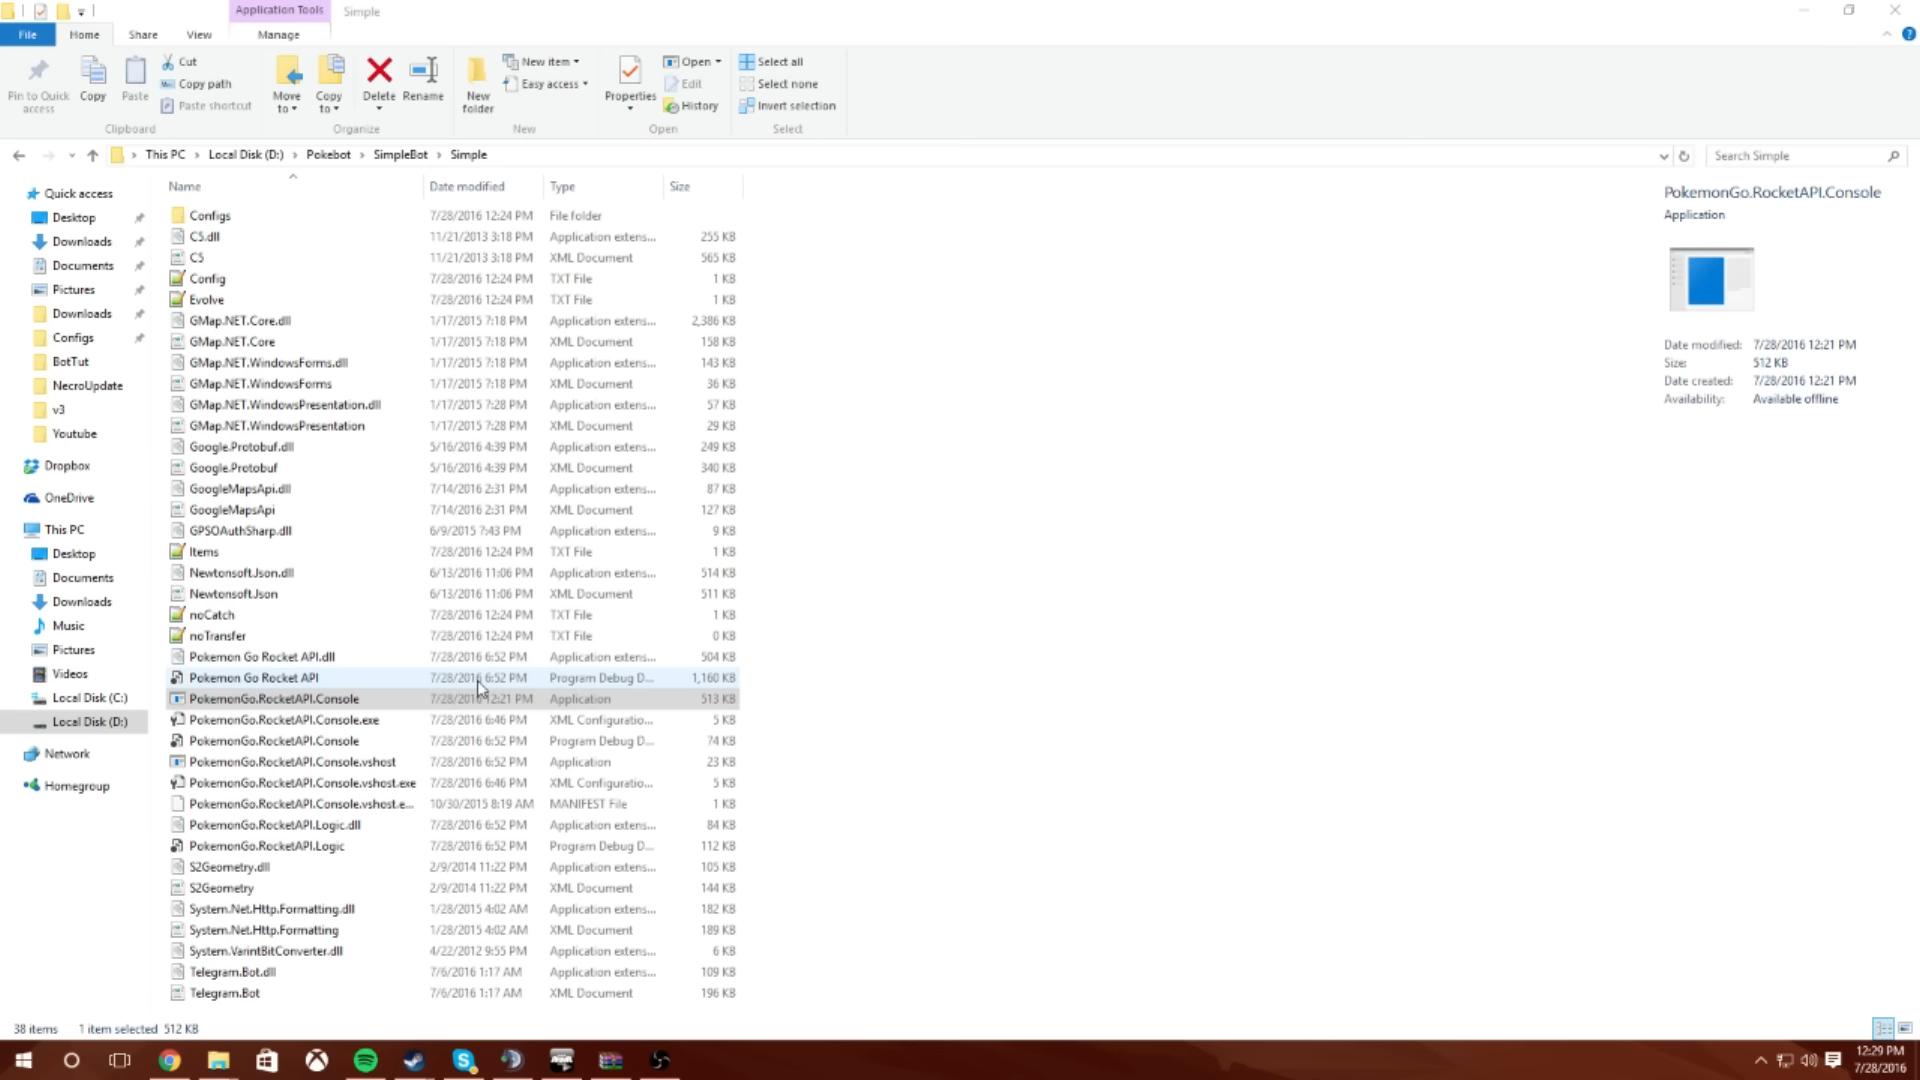 Application Tools Simple
File Home Share View Manage
Pin to Quick access
Copy
Paste
Cut
Copy path
Paste shortcut
Clipboard
Move to
Copy to
Delete
Rename
Organize
New folder
New item
Easy access
New
Properties
Open
Edit
History
Open
Select all
Select none
Invert selection
Select
This PC Local Disk (D:) Pokebot SimpleBot Simple
Search Simple
Quick access
Desktop
Downloads
Documents
Pictures
Downloads
Configs
BotTut
NecroUpdate
v3
Youtube
Dropbox
OneDrive
This PC
Desktop
Documents
Downloads
Music
Pictures
Videos
Local Disk (C:)
Local Disk (D:)
Network
Homegroup
Name Date modified Type Size
Configs 7/28/2016 12:24 PM File folder
C5.dll 11/21/2013 3:18 PM Application extens... 255 KB
C5 11/21/2013 3:18 PM XML Document 565 KB
Config 7/28/2016 12:24 PM TXT File 1 KB
Evolve 7/28/2016 12:24 PM TXT File 1 KB
GMap.NET.Core.dll 1/17/2015 7:18 PM Application extens... 2,386 KB
GMap.NET.Core 1/17/2015 7:18 PM XML Document 158 KB
GMap.NET.WindowsForms.dll 1/17/2015 7:18 PM Application extens... 143 KB
GMap.NET.WindowsForms 1/17/2015 7:18 PM XML Document 36 KB
GMap.NET.WindowsPresentation.dll 1/17/2015 7:28 PM Application extens... 57 KB
GMap.NET.WindowsPresentation 1/17/2015 7:28 PM XML Document 29 KB
Google.Protobuf.dll 5/16/2016 4:39 PM Application extens... 249 KB
Google.Protobuf 5/16/2016 4:39 PM XML Document 340 KB
GoogleMapsApi.dll 7/14/2016 2:31 PM Application extens... 87 KB
GoogleMapsApi 7/14/2016 2:31 PM XML Document 127 KB
GPSOAuthSharp.dll 6/9/2015 7:43 PM Application extens... 9 KB
Items 7/28/2016 12:24 PM TXT File 1 KB
Newtonsoft.Json.dll 6/13/2016 11:06 PM Application extens... 514 KB
Newtonsoft.Json 6/13/2016 11:06 PM XML Document 511 KB
noCatch 7/28/2016 12:24 PM TXT File 1 KB
noTransfer 7/28/2016 12:24 PM TXT File 0 KB
Pokemon Go Rocket API.dll 7/28/2016 6:52 PM Application extens... 504 KB
Pokemon Go Rocket API 7/28/2016 6:52 PM Program Debug D... 1,160 KB
PokemonGo.RocketAPI.Console 7/28/2016 12:21 PM Application 513 KB
PokemonGo.RocketAPI.Console.exe 7/28/2016 6:46 PM XML Configuratio... 5 KB
PokemonGo.RocketAPI.Console 7/28/2016 6:52 PM Program Debug D... 74 KB
PokemonGo.RocketAPI.Console.vshost 7/28/2016 6:52 PM Application 23 KB
PokemonGo.RocketAPI.Console.vshost.exe 7/28/2016 6:46 PM XML Configuratio... 5 KB
PokemonGo.RocketAPI.Console.vshost.e... 10/30/2015 8:19 AM MANIFEST File 1 KB
PokemonGo.RocketAPI.Logic.dll 7/28/2016 6:52 PM Application extens... 84 KB
PokemonGo.RocketAPI.Logic 7/28/2016 6:52 PM Program Debug D... 112 KB
S2Geometry.dll 2/9/2014 11:22 PM Application extens... 105 KB
S2Geometry 2/9/2014 11:22 PM XML Document 144 KB
System.Net.Http.Formatting.dll 1/28/2015 4:02 AM Application extens... 182 KB
System.Net.Http.Formatting 1/28/2015 4:02 AM XML Document 189 KB
System.VarintBitConverter.dll 4/22/2012 9:55 PM Application extens... 6 KB
Telegram.Bot.dll 7/6/2016 1:17 AM Application extens... 109 KB
Telegram.Bot 7/6/2016 1:17 AM XML Document 196 KB
PokemonGo.RocketAPI.Console
Application
Date modified: 7/28/2016 12:21 PM
Size: 512 KB
Date created: 7/28/2016 12:21 PM
Availability: Available offline
38 items 1 item selected 512 KB
12:29 PM
7/28/2016